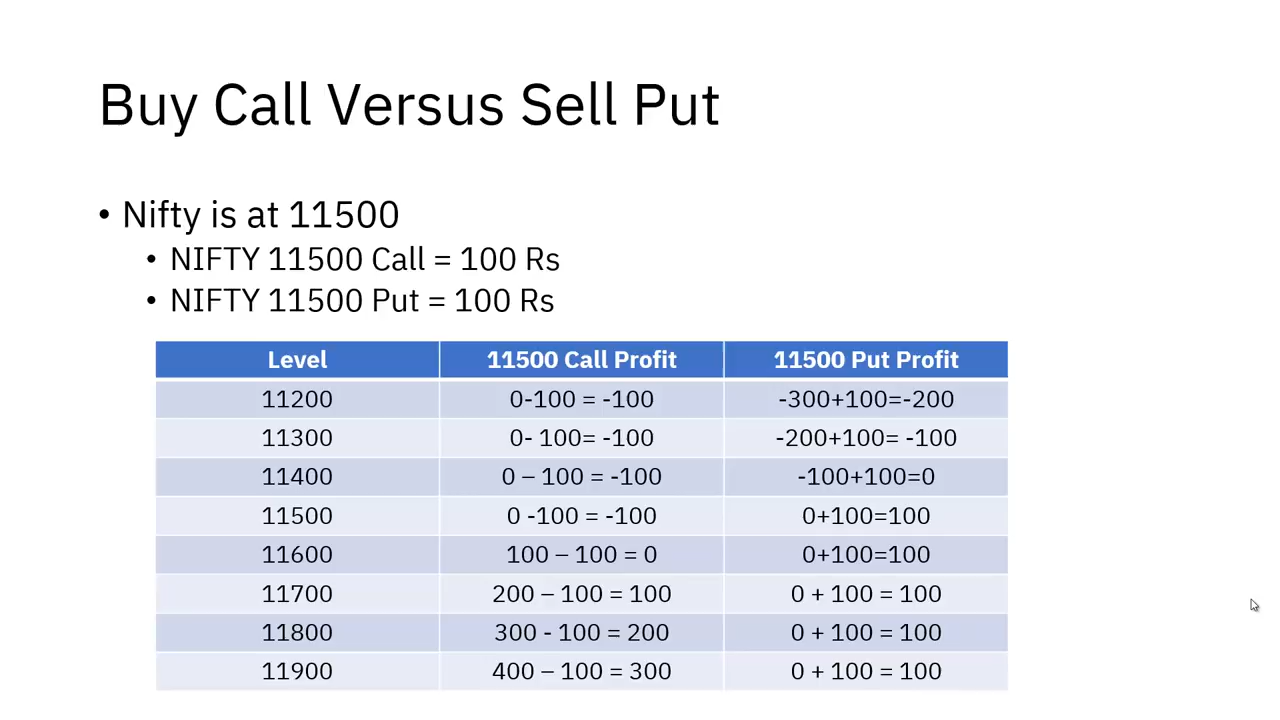 Buy Call Versus Sell Put
• Nifty is at 11500
• NIFTY 11500 Call = 100 Rs
• NIFTY 11500 Put = 100 Rs
Level 11500 Call Profit 11500 Put Profit
11200 0-100 = -100 -300+100=-200
11300 0- 100= -100 -200+100= -100
11400 0 – 100 = -100 -100+100=0
11500 0 -100 = -100 0+100=100
11600 100 – 100 = 0 0+100=100
11700 200 – 100 = 100 0 + 100 = 100
11800 300 - 100 = 200 0 + 100 = 100
11900 400 – 100 = 300 0 + 100 = 100